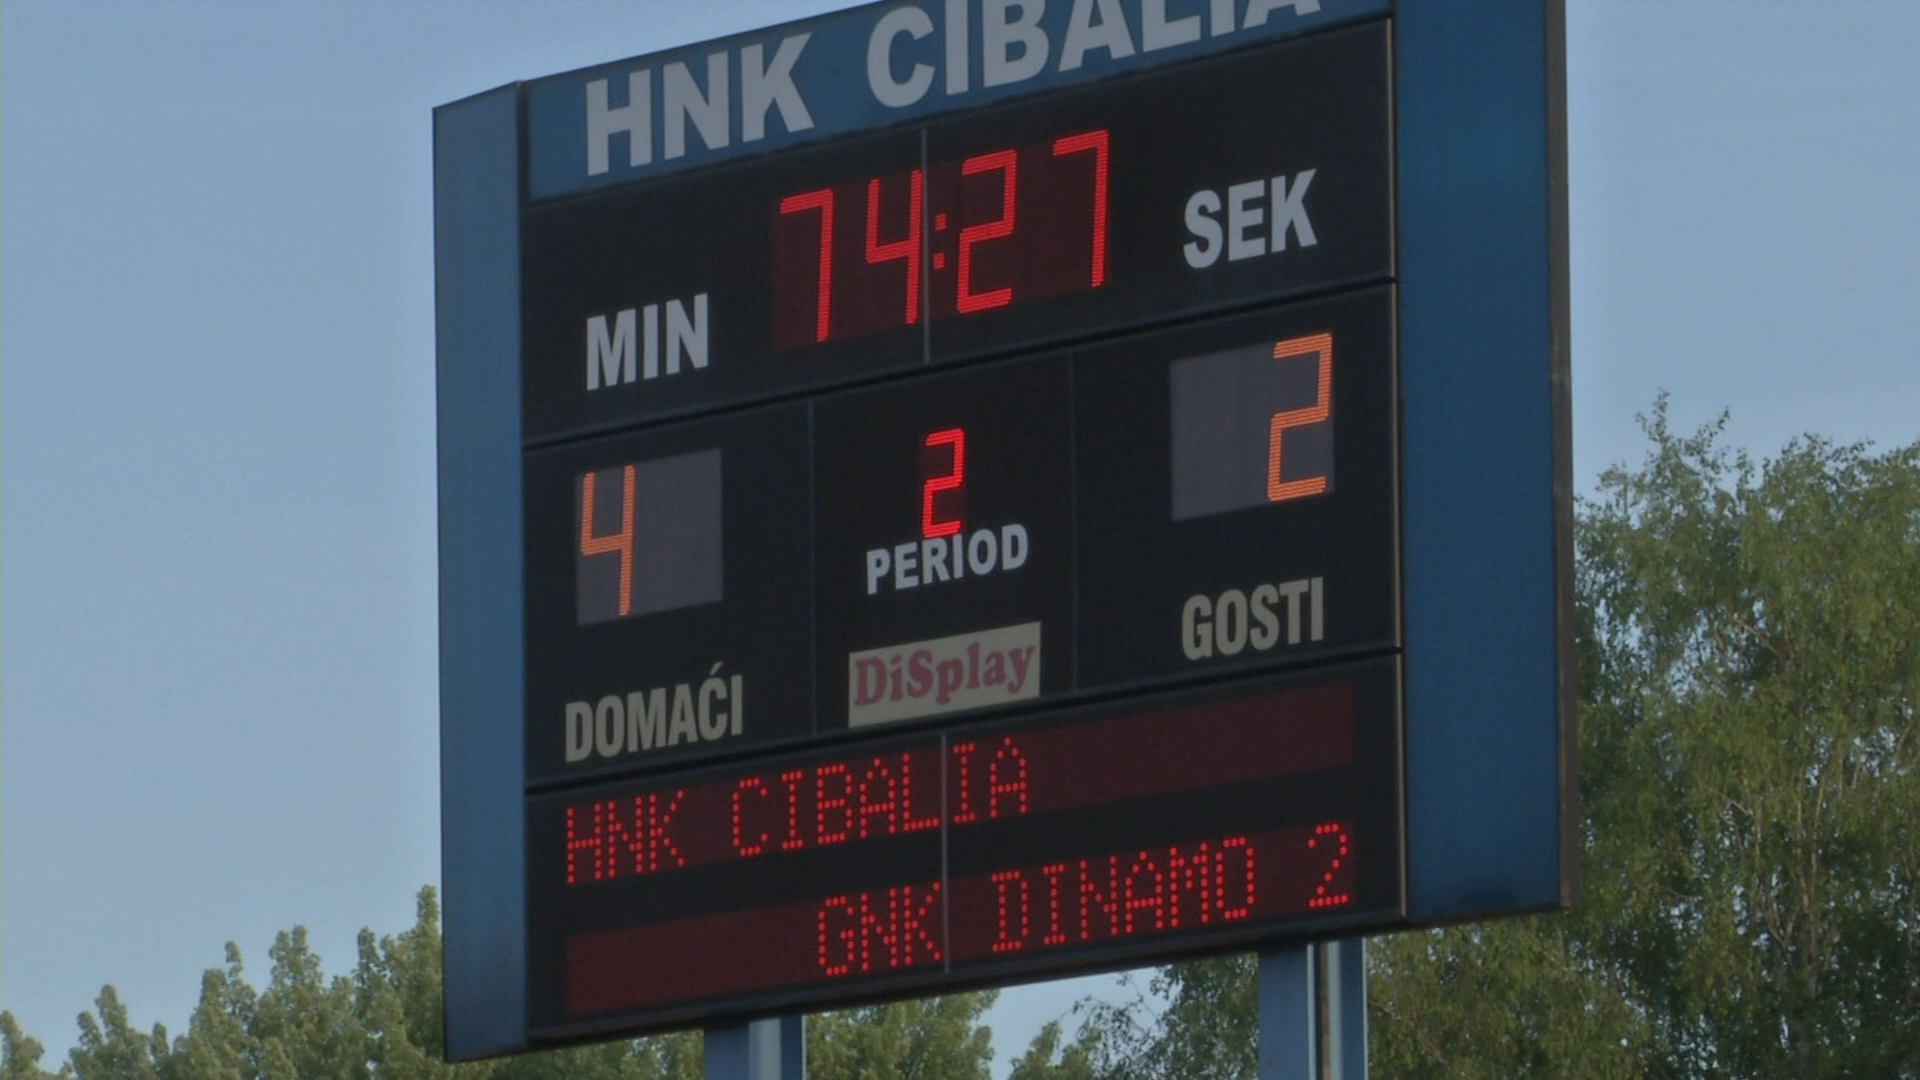 HNK CIBALIA
MIN 74:27 SEK
4 2 2
PERIOD
DOMAĆI DiSplay GOSTI
HNK CIBALIA
GNK DINAMO 2